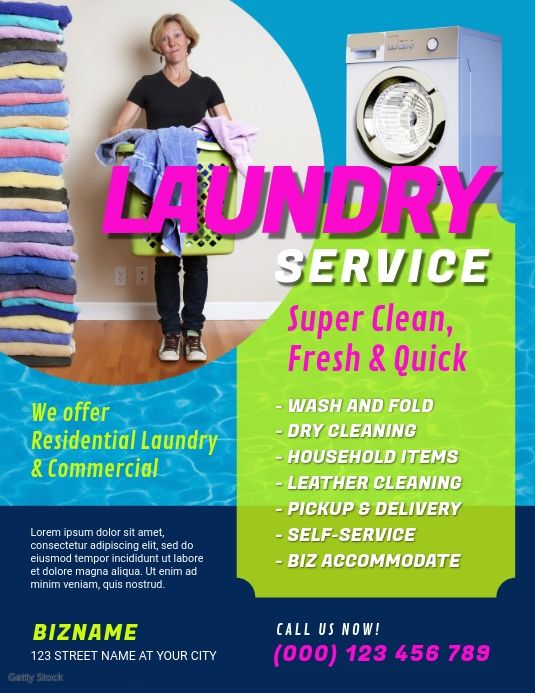 LAUNDRY
SERVICE
Super Clean,
Fresh & Quick
We offer
Residential Laundry
& Commercial
- WASH AND FOLD
- DRY CLEANING
- HOUSEHOLD ITEMS
- LEATHER CLEANING
- PICKUP & DELIVERY
- SELF-SERVICE
- BIZ ACCOMMODATE
Lorem ipsum dolor sit amet,
consectetur adipiscing elit, sed do
eiusmod tempor incididunt ut labore
et dolore magna aliqua. Ut enim ad
minim veniam, quis nostrud.
BIZNAME
123 STREET NAME AT YOUR CITY
CALL US NOW!
(000) 123 456 789
Getty Stock